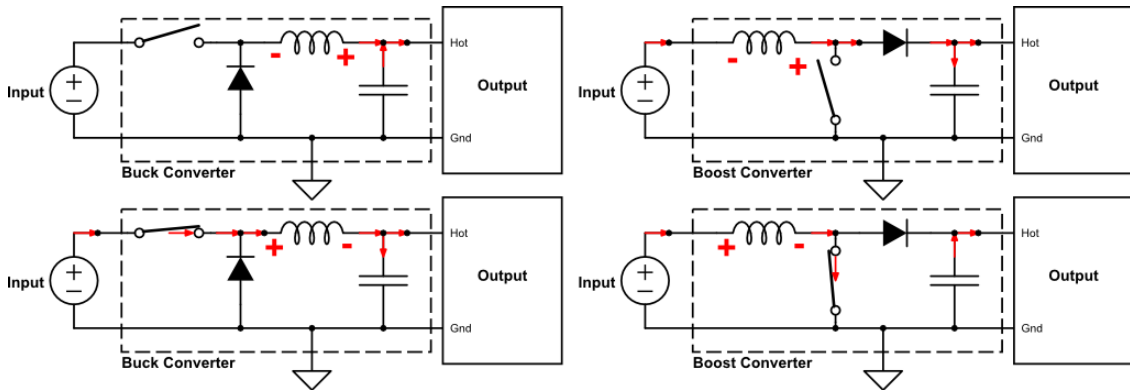 Hot
Input
+
−
- +
Output
Gnd
Buck Converter
Hot
Input
+
−
- +
Output
Gnd
Boost Converter
Hot
Input
+
−
+ -
Output
Gnd
Buck Converter
Hot
Input
+
−
+ -
Output
Gnd
Boost Converter